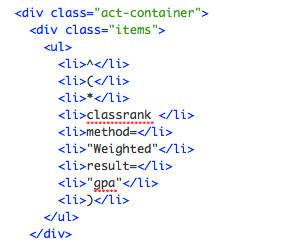 <div class="act-container">
<div class="items">
<ul>
<li>^</li>
<li>(</li>
<li>*</li>
<li>classrank </li>
<li>method=</li>
<li>"Weighted"</li>
<li>result=</li>
<li>"gpa"</li>
<li>)</li>
</ul>
</div>